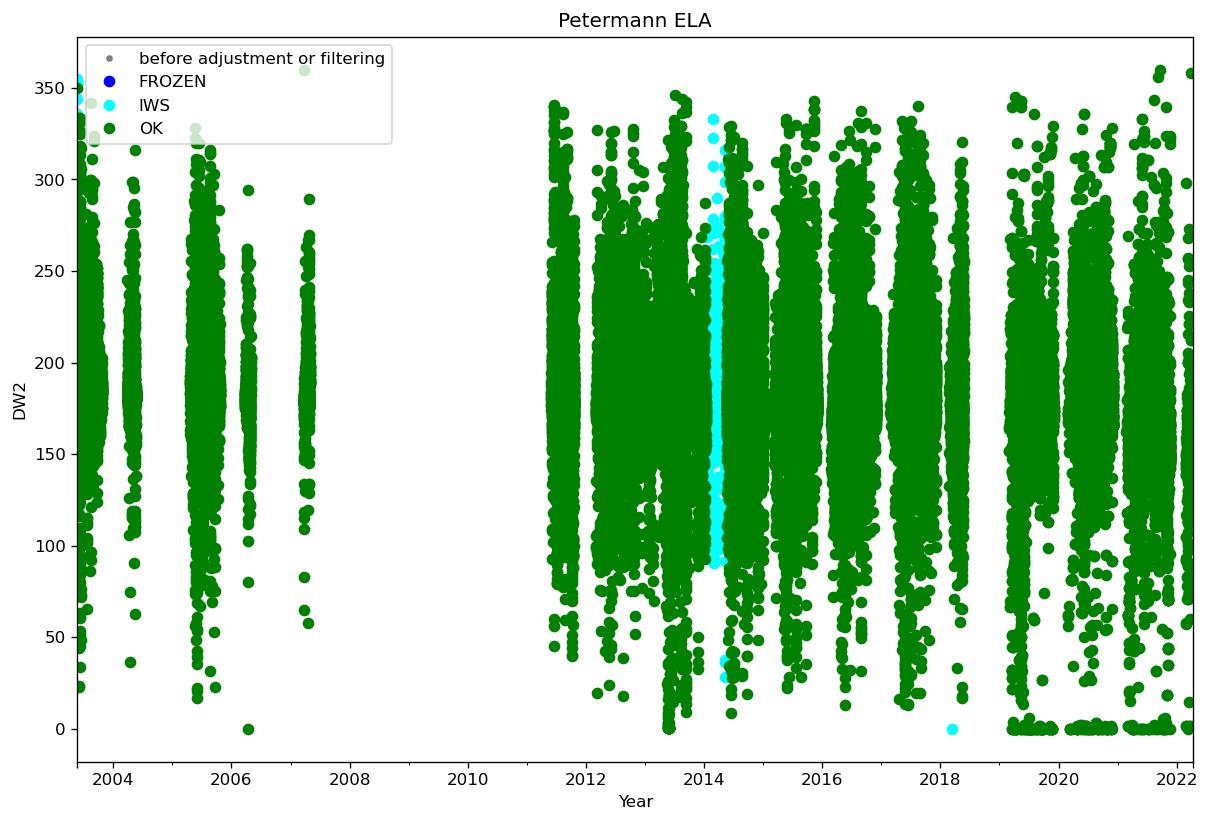 Petermann ELA
before adjustment or filtering
FROZEN
IWS
OK
350
300
250
200
150
100
50
0
DW2
2004 2006 2008 2010 2012 2014 2016 2018 2020 2022
Year